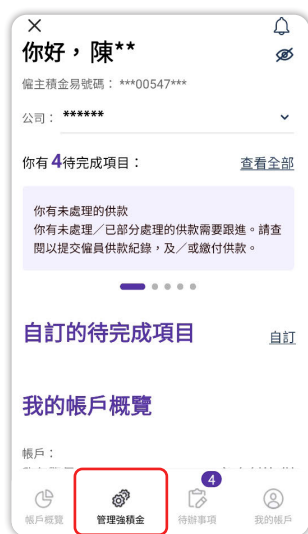 你好，陳**
僱主積金易號碼：***00547***
公司：******
你有4待完成項目：
查看全部
你有未處理的供款
你有未處理／已部分處理的供款需要跟進。請查
閱以提交僱員供款紀錄，及／或繳付供款。
自訂的待完成項目
自訂
我的帳戶概覽
帳戶：
4
帳戶概覽
管理強積金
待辦事項
我的帳戶